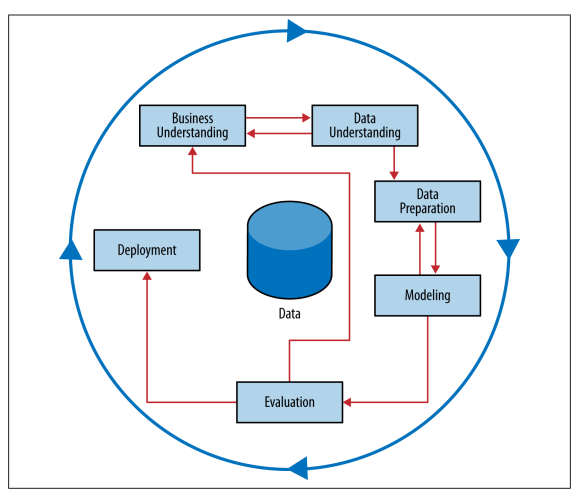 Business
Understanding
Data
Understanding
Data
Preparation
Deployment
Modeling
Data
Evaluation